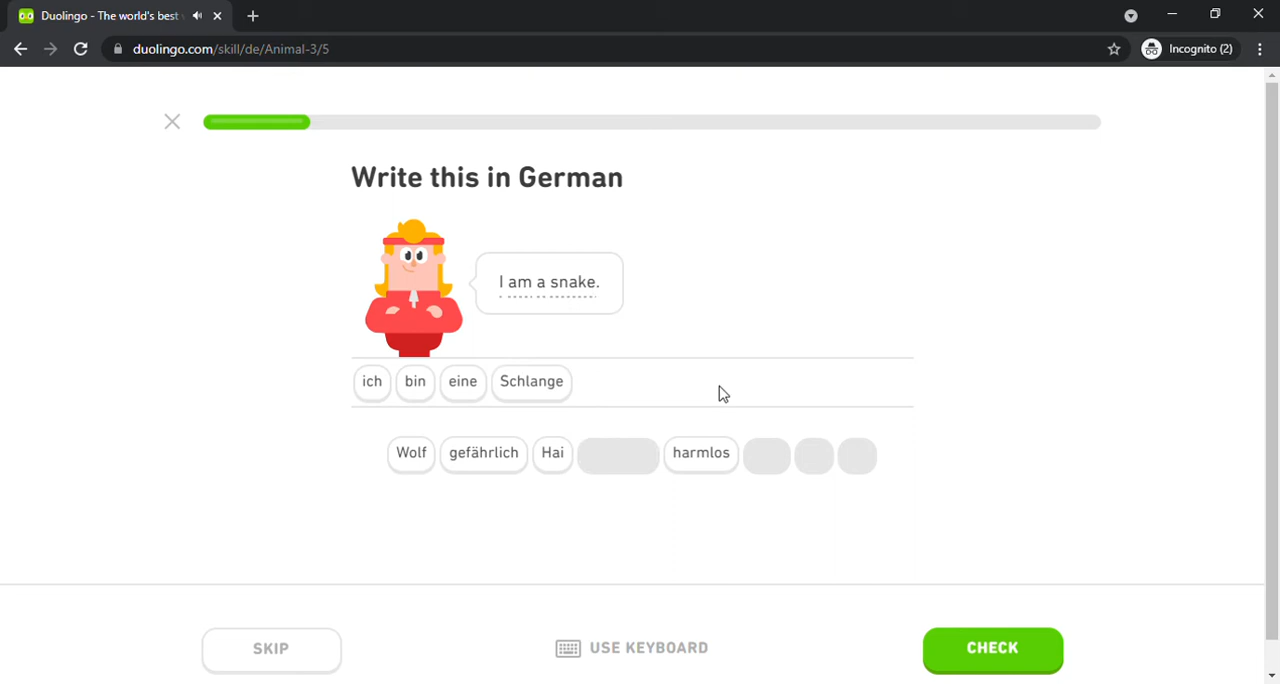 Duolingo - The world's best
duolingo.com/skill/de/Animal-3/5
Incognito (2)
Write this in German
I am a snake.
ich bin eine Schlange
Wolf gefährlich Hai harmlos
SKIP USE KEYBOARD CHECK